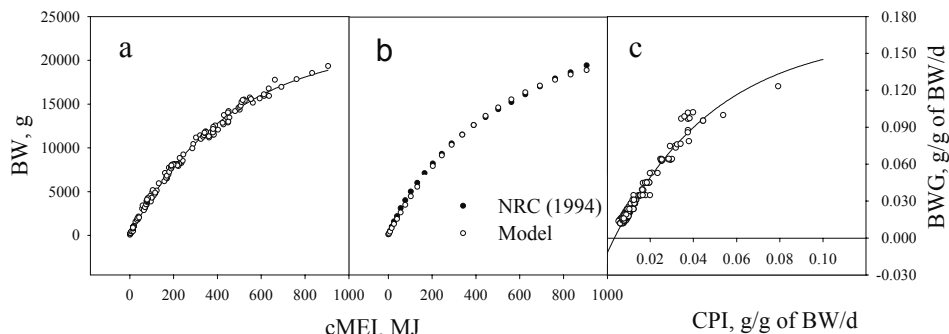 25000
20000
15000
10000
5000
0
BW, g
a
b
c
NRC (1994)
Model
0.180
0.150
0.120
0.090
0.060
0.030
0.000
-0.030
BWG, g/g of BW/d
0.02 0.04 0.06 0.08 0.10
0 200 400 600 800 1000
0 200 400 600 800 1000
cMEI, MJ
CPI, g/g of BW/d